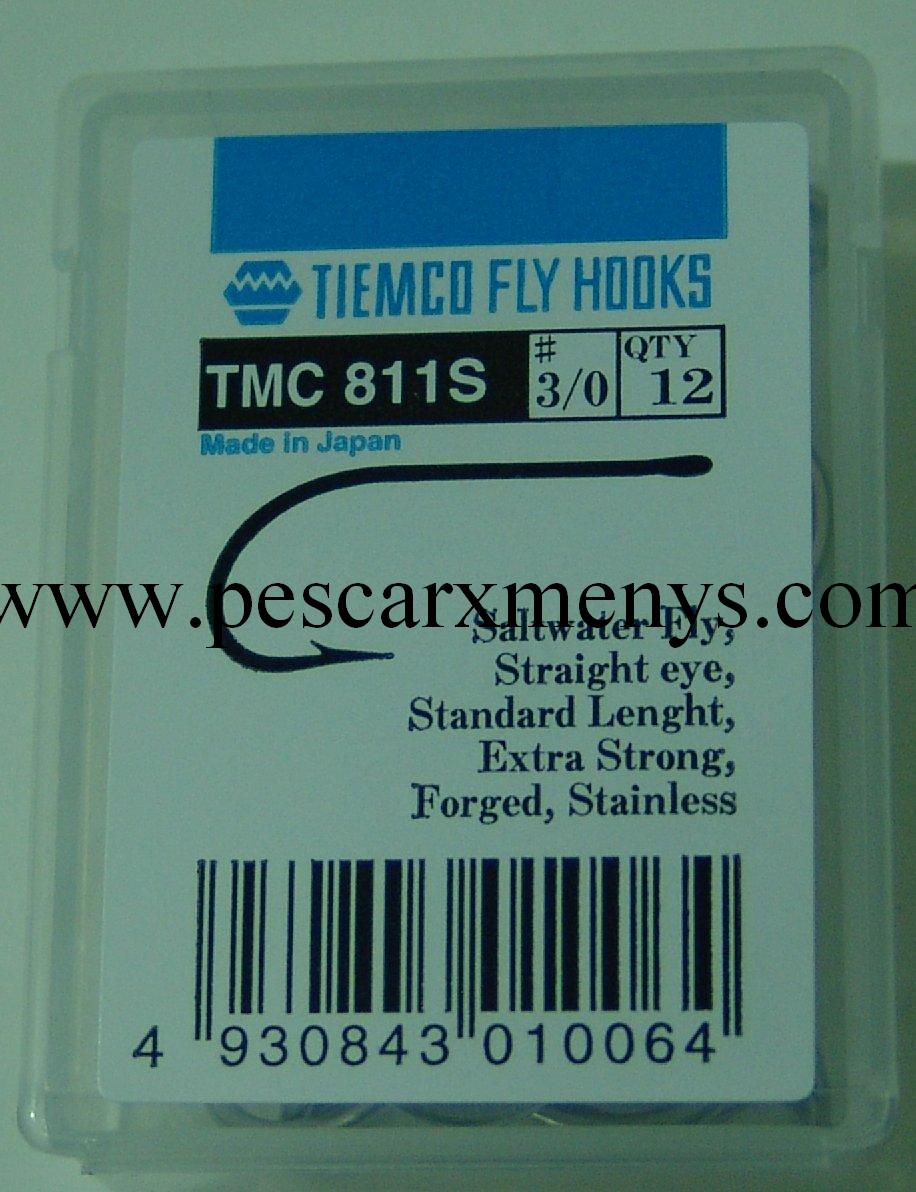 TIEMCO FLY HOOKS
TMC 811S
#
3/0
QTY
12
Made in Japan
www.pescarxmenys.com
Saltwater Fly,
Straight eye,
Standard Lenght,
Extra Strong,
Forged, Stainless
4 930843 010064